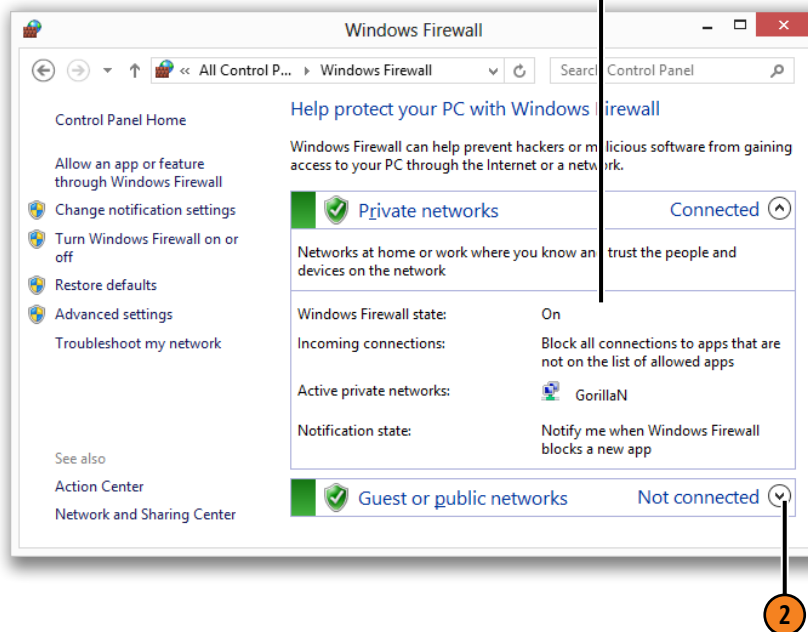 Windows Firewall
« All Control P... Windows Firewall
Search Control Panel
Control Panel Home
Allow an app or feature
through Windows Firewall
Change notification settings
Turn Windows Firewall on or
off
Restore defaults
Advanced settings
Troubleshoot my network
See also
Action Center
Network and Sharing Center
Help protect your PC with Windows Firewall
Windows Firewall can help prevent hackers or malicious software from gaining
access to your PC through the Internet or a network.
Private networks Connected
Networks at home or work where you know and trust the people and
devices on the network
Windows Firewall state: On
Incoming connections: Block all connections to apps that are
not on the list of allowed apps
Active private networks: GorillaN
Notification state: Notify me when Windows Firewall
blocks a new app
Guest or public networks Not connected
2